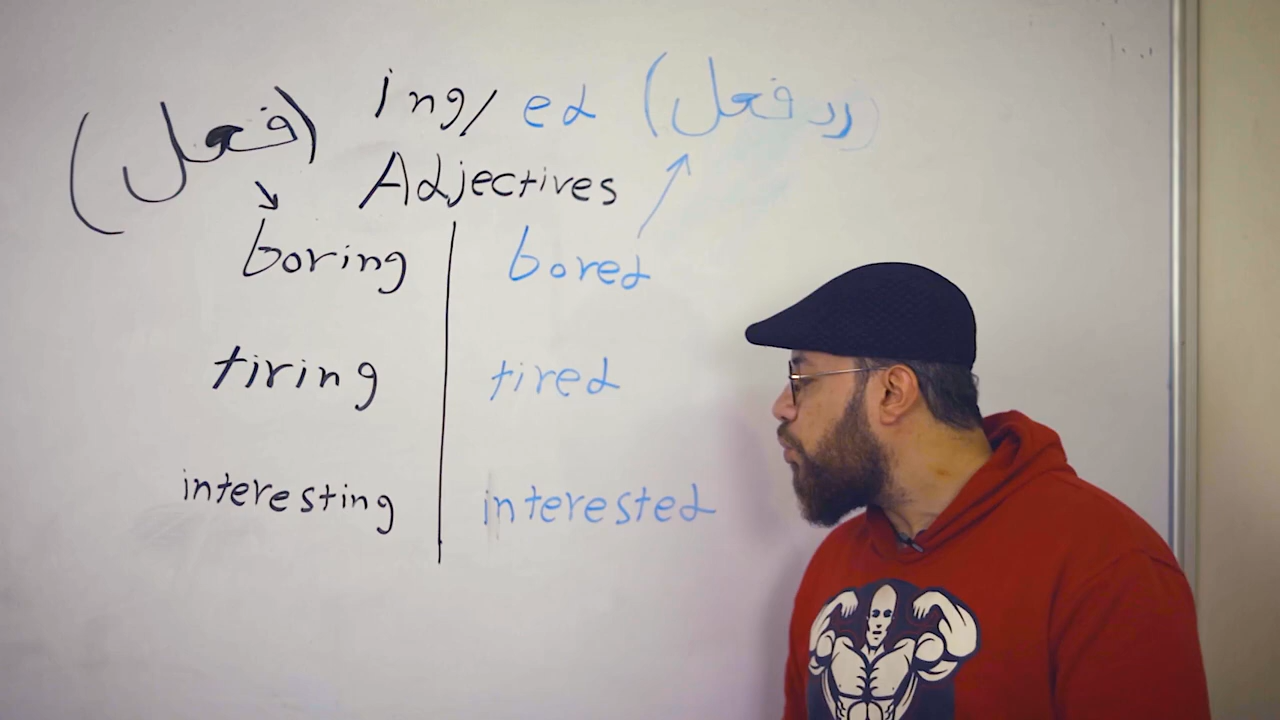 (فعل) ing/ed (رد فعل)
Adjectives
boring bored
tiring tired
interesting interested